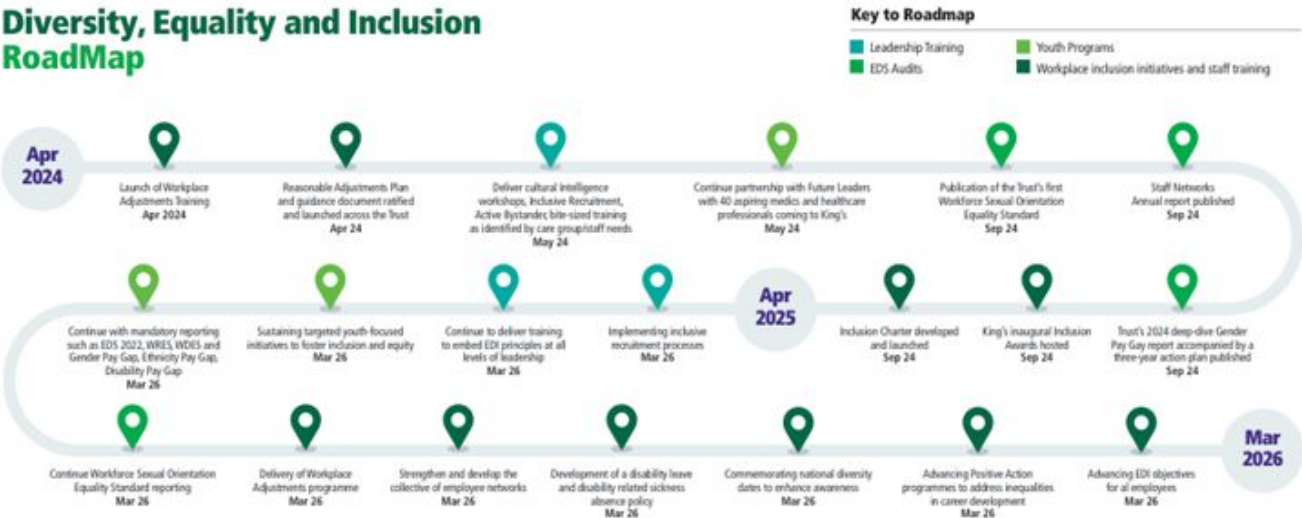 Diversity, Equality and Inclusion
RoadMap
Key to Roadmap
Leadership Training
Youth Programs
EDS Audits
Workplace inclusion initiatives and staff training
Apr
2024
Launch of Workplace
Adjustments Training
Apr 2024
Reasonable Adjustments Plan
and guidance document ratified
and launched across the Trust
Apr 24
Deliver cultural Intelligence
workshops, Inclusive Recruitment,
Active Bystander, bite-sized training
as identified by care group/staff needs
May 24
Continue partnership with Future Leaders
with 40 aspiring medics and healthcare
professionals coming to King's
May 24
Publication of the Trust's first
Workforce Sexual Orientation
Equality Standard
Sep 24
Staff Networks
Annual report published
Sep 24
Continue with mandatory reporting
such as EDS 2022, WRES, WDES and
Gender Pay Gap, Ethnicity Pay Gap,
Disability Pay Gap
Mar 26
Sustaining targeted youth-focused
initiatives to foster inclusion and equity
Mar 26
Continue to deliver training
to embed EDI principles at all
levels of leadership
Mar 26
Implementing inclusive
recruitment processes
Mar 26
Apr
2025
Inclusion Charter developed
and launched
Sep 24
King's inaugural Inclusion
Awards hosted
Sep 24
Trust's 2024 deep-dive Gender
Pay Gay report accompanied by a
three-year action plan published
Sep 24
Continue Workforce Sexual Orientation
Equality Standard reporting
Mar 26
Delivery of Workplace
Adjustments programme
Mar 26
Strengthen and develop the
collective of employee networks
Mar 26
Development of a disability leave
and disability related sickness
absence policy
Mar 26
Commemorating national diversity
dates to enhance awareness
Mar 26
Advancing Positive Action
programmes to address inequalities
in career development
Mar 26
Advancing EDI objectives
for al employees
Mar 26
Mar
2026